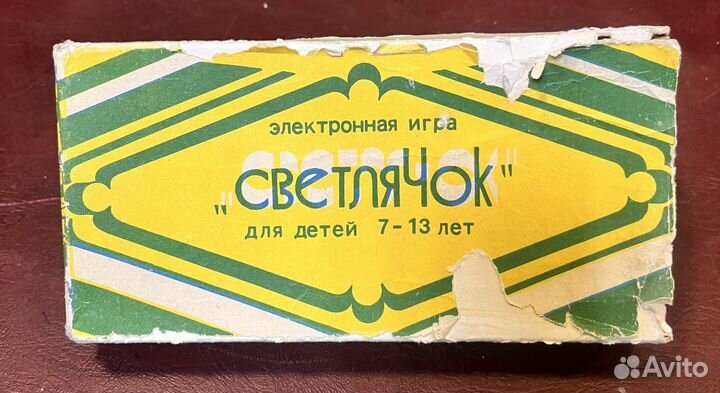 электронная игра
„светлячок"
для детей 7-13 лет
Avito